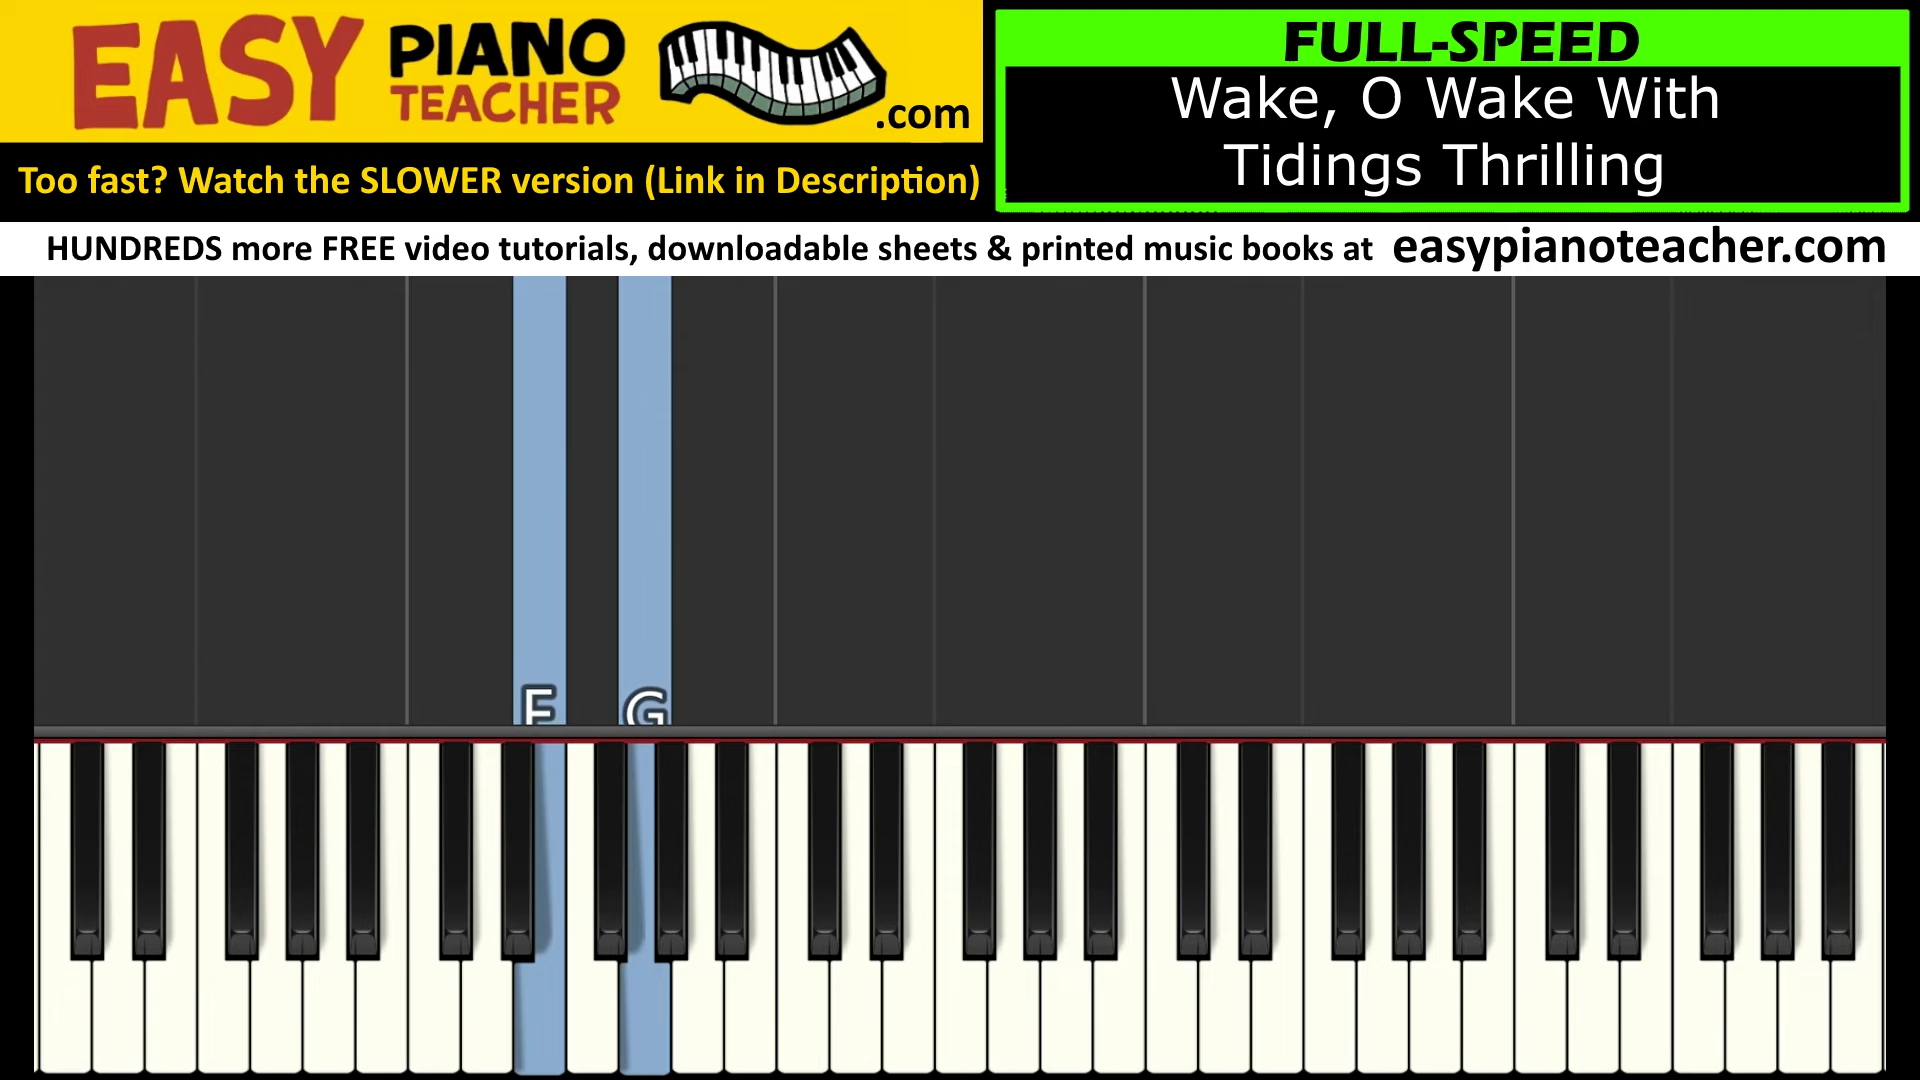 EASY PIANO TEACHER .com
Too fast? Watch the SLOWER version (Link in Description)
FULL-SPEED
Wake, O Wake With
Tidings Thrilling
HUNDREDS more FREE video tutorials, downloadable sheets & printed music books at easypianoteacher.com
E G